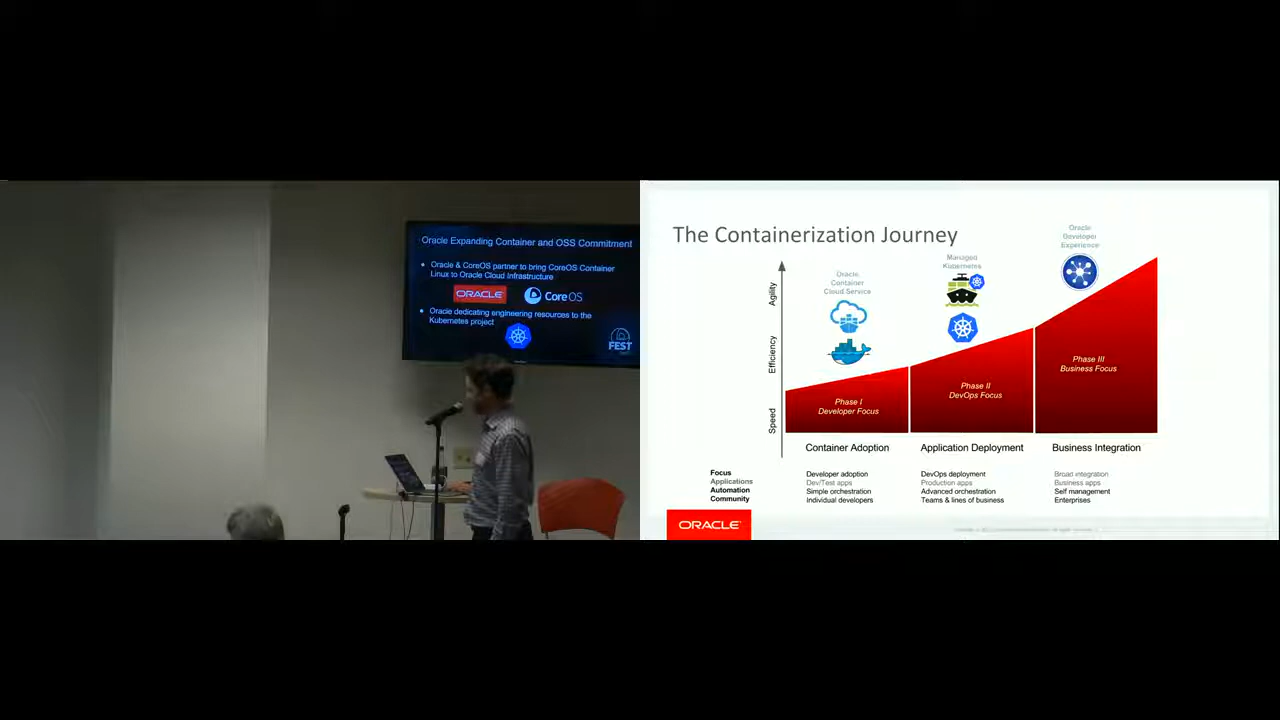 Oracle Expanding Container and OSS Commitment
Oracle & CoreOS partner to bring CoreOS Container
Linux to Oracle Cloud Infrastructure
ORACLE
Core OS
Oracle dedicating engineering resources to the
Kubernetes project
FEST
The Containerization Journey
Oracle
Container
Cloud Service
Managed
Kubernetes
Oracle
Developer
Experience
Agility
Efficiency
Speed
Phase I
Developer Focus
Phase II
DevOps Focus
Phase III
Business Focus
Container Adoption
Application Deployment
Business Integration
Focus
Developer adoption
DevOps deployment
Broad integration
Applications
Dev/Test apps
Production apps
Business apps
Automation
Simple orchestration
Advanced orchestration
Self management
Community
Individual developers
Teams & lines of business
Enterprises
ORACLE